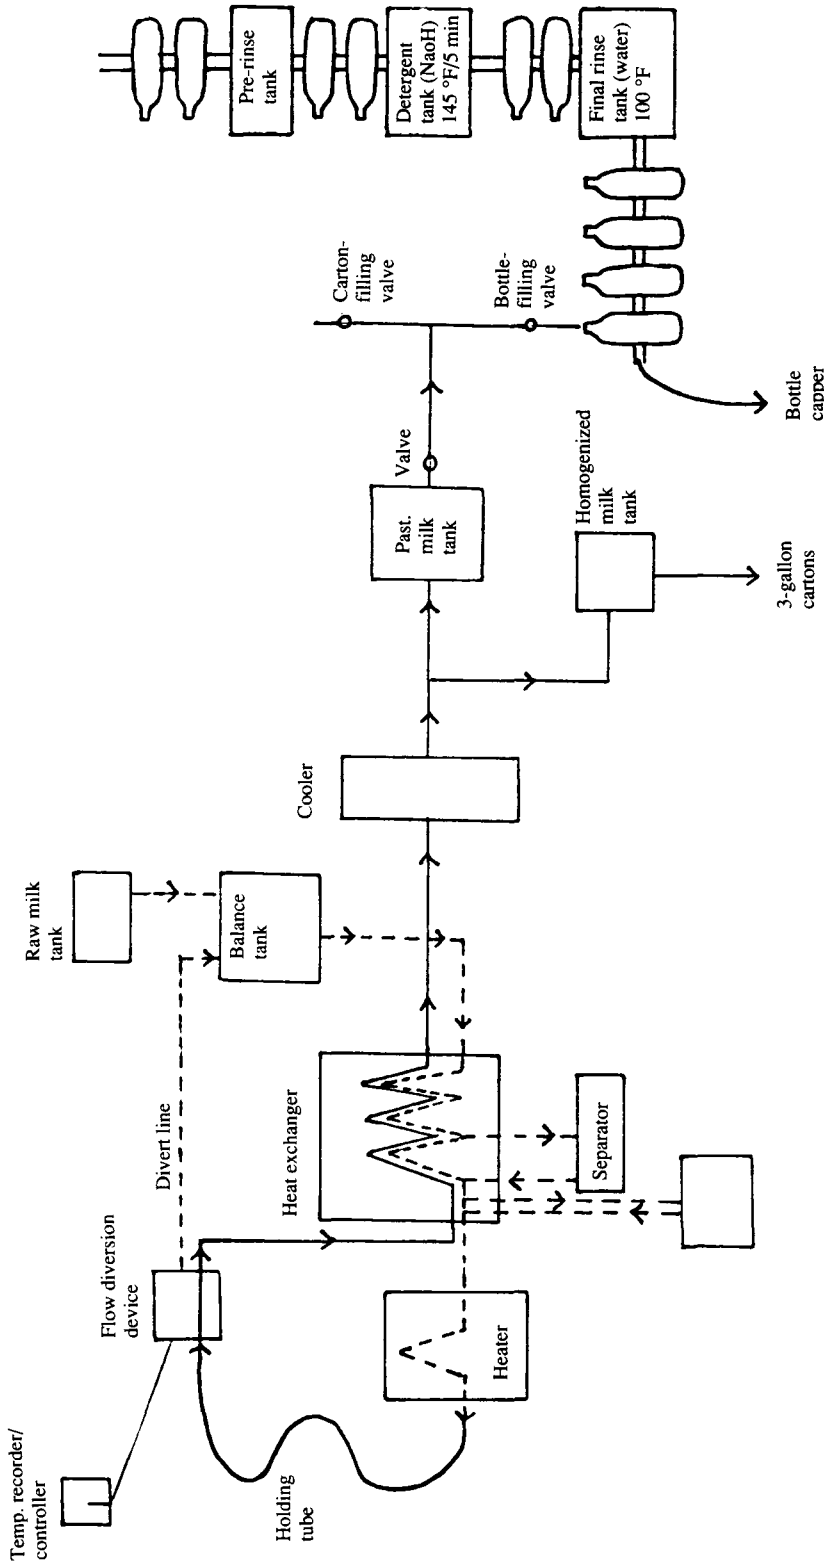 Temp. recorder/
controller
Flow diversion
device
Divert line
Raw milk
tank
Balance
tank
Holding
tube
Heater
Heat exchanger
Separator
Cooler
Past.
milk
tank
Valve
Homogenized
milk
tank
3-gallon
cartons
Carton-
filling
valve
Bottle-
filling
valve
Bottle
capper
Pre-rinse
tank
Detergent
tank (NaoH)
145 °F/5 min
Final rinse
tank (water)
100 °F